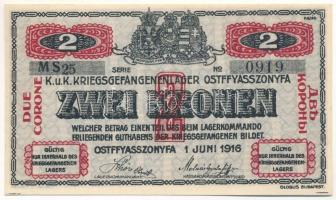 2 2
SERIE No
MS25 0919
K.u.K. KRIEGSGEFANGENENLAGER OSTFFYASSZONYFA
ZWEI KRONEN
DUE CORONE
ДВѢ КОРОНЫ
WELCHER BETRAG EINEN TEIL DES BEIM LAGERKOMMANDO
ERLIEGENDEN GUTHABENS DER KRIEGSGEFANGENEN BILDET.
OSTFFYASSZONYFA 1 JUNI 1916
GÜLTIG
NUR INNERHALB DES
KRIEGSGEFANGENEN
LAGERS
GÜLTIG
NUR INNERHALB DES
KRIEGSGEFANGENEN
LAGERS
GLOBUS BUDAPEST.